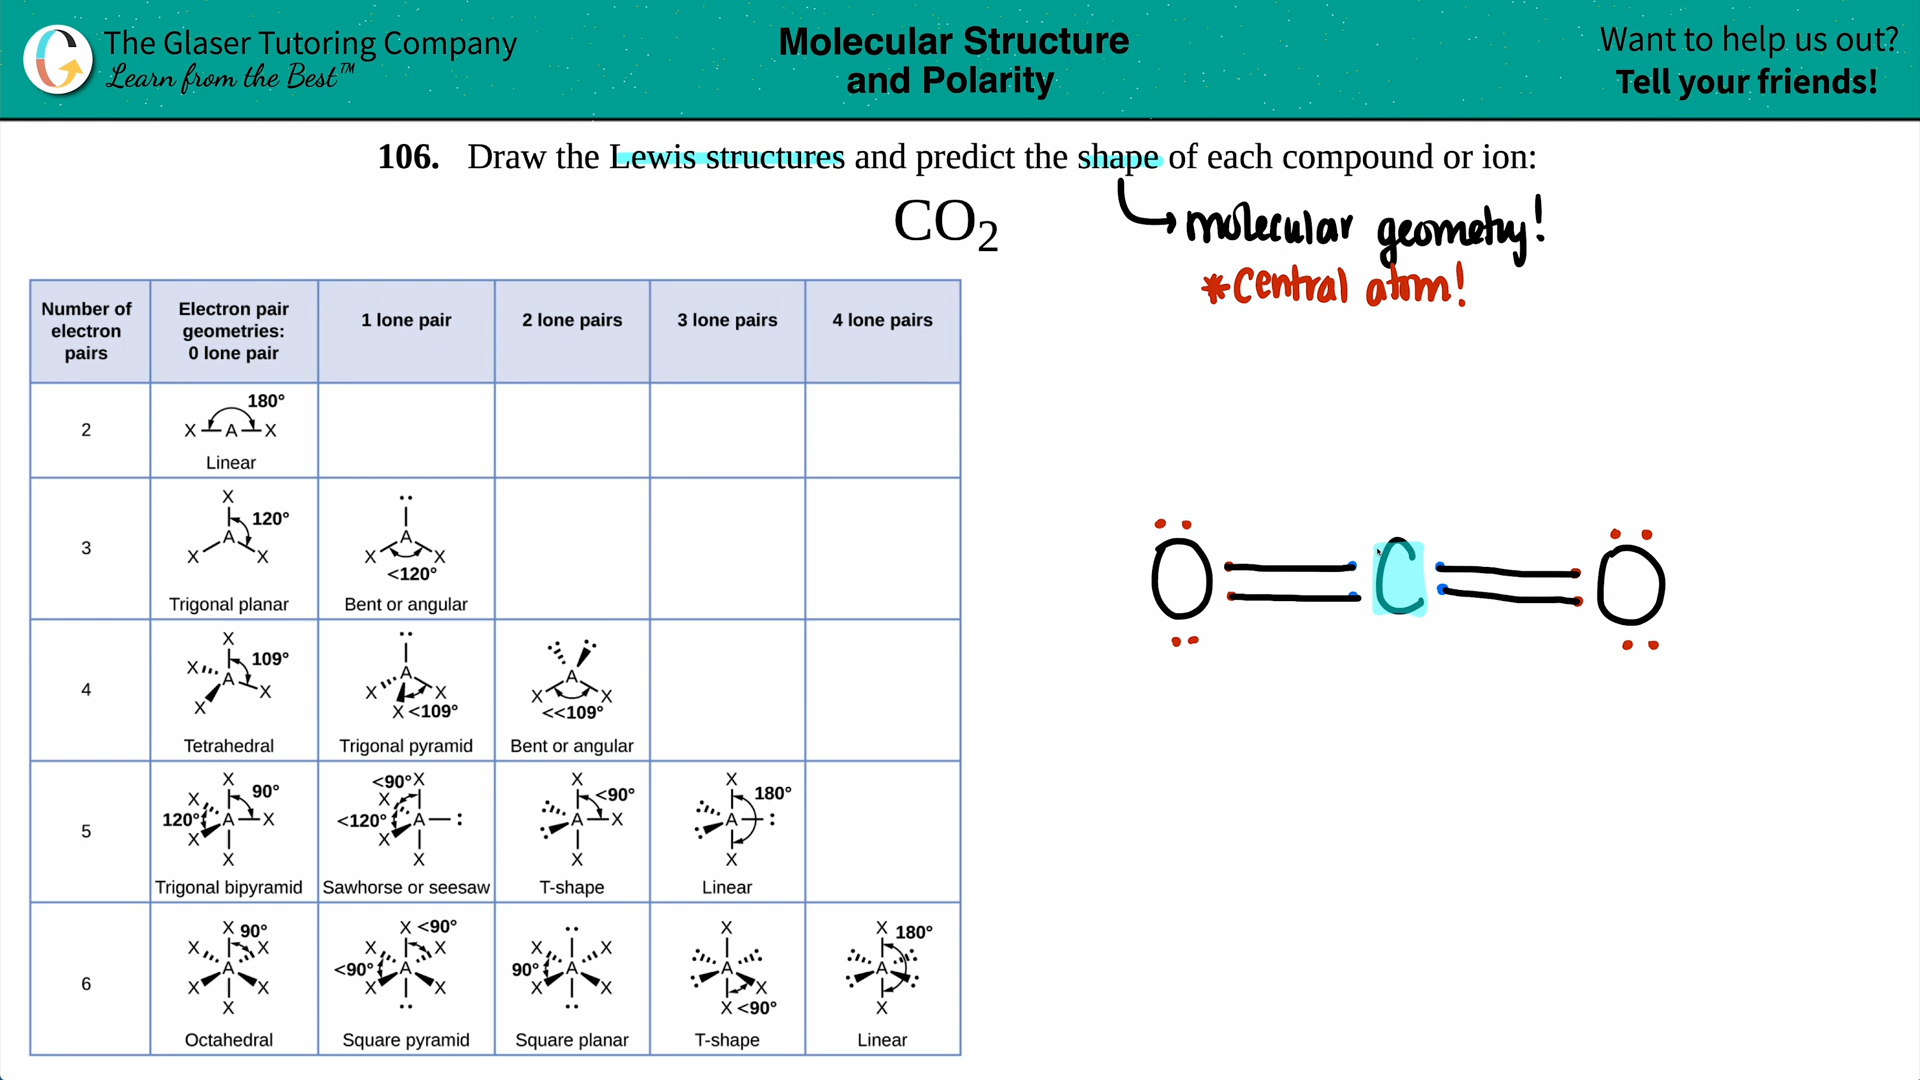 The Glaser Tutoring Company
Learn from the Best™
Molecular Structure
and Polarity
Want to help us out?
Tell your friends!
106. Draw the Lewis structures and predict the shape of each compound or ion:
CO₂
molecular geometry!
*Central atom!
Number of
electron
pairs
Electron pair
geometries:
0 lone pair
1 lone pair
2 lone pairs
3 lone pairs
4 lone pairs
2
180°
X A X
Linear
3
X
120°
A
X X
Trigonal planar
A
X X
<120°
Bent or angular
4
X
109°
X
A
X
X
Tetrahedral
A
X X
X <109°
Trigonal pyramid
A
X X
<<109°
Bent or angular
5
X
90°
X
120° A X
X
X
Trigonal bipyramid
<90° X
X
<120° A :
X
X
Sawhorse or seesaw
X
<90°
A X
X
T-shape
X
180°
A :
X
Linear
6
X 90°
X X
A
X X
X
Octahedral
X <90°
X X
<90° A
X X
Square pyramid
X X
90° A
X X
Square planar
X
A
X
X <90°
T-shape
X 180°
A
X
Linear
O C O